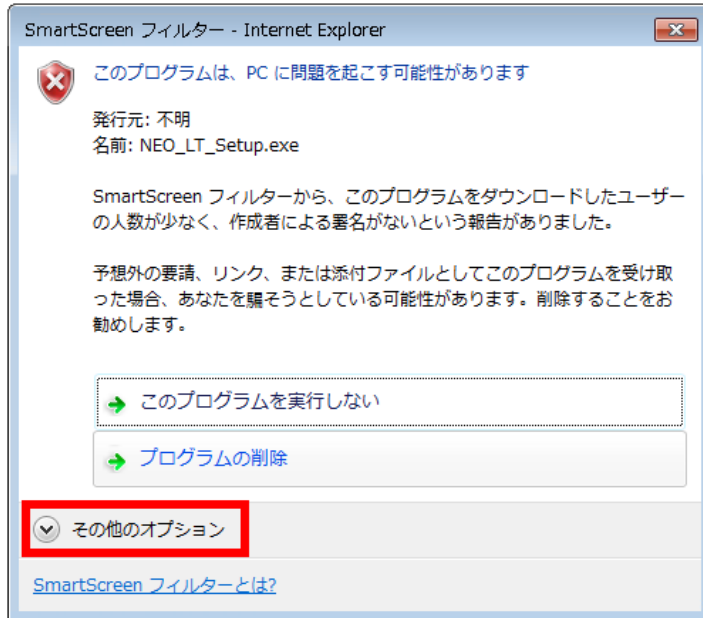 SmartScreen フィルター - Internet Explorer
このプログラムは、PC に問題を起こす可能性があります
発行元: 不明
名前: NEO_LT_Setup.exe
SmartScreen フィルターから、このプログラムをダウンロードしたユーザー
の人数が少なく、作成者による署名がないという報告がありました。
予想外の要請、リンク、または添付ファイルとしてこのプログラムを受け取
った場合、あなたを騙そうとしている可能性があります。削除することをお
勧めします。
このプログラムを実行しない
プログラムの削除
その他のオプション
SmartScreen フィルターとは?